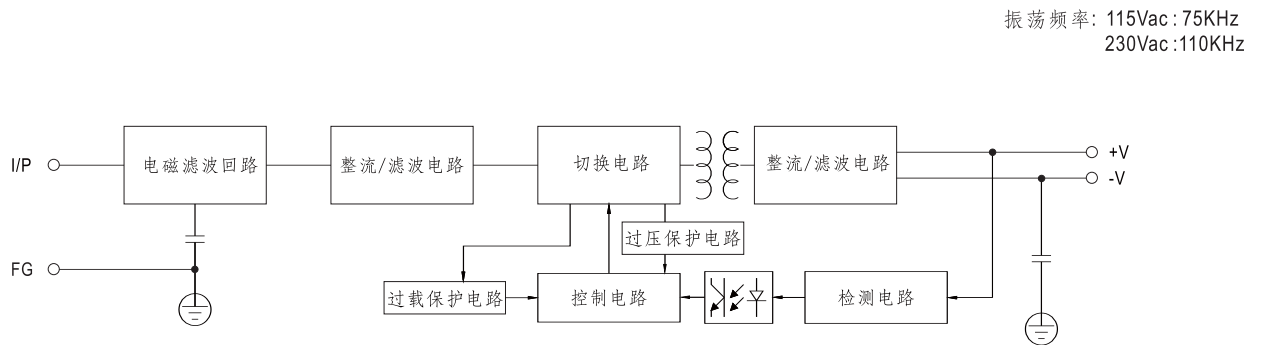 振荡频率: 115Vac : 75KHz
230Vac :110KHz
I/P
电磁滤波回路
整流/滤波电路
切换电路
整流/滤波电路
+V
-V
过压保护电路
FG
过载保护电路
控制电路
检测电路